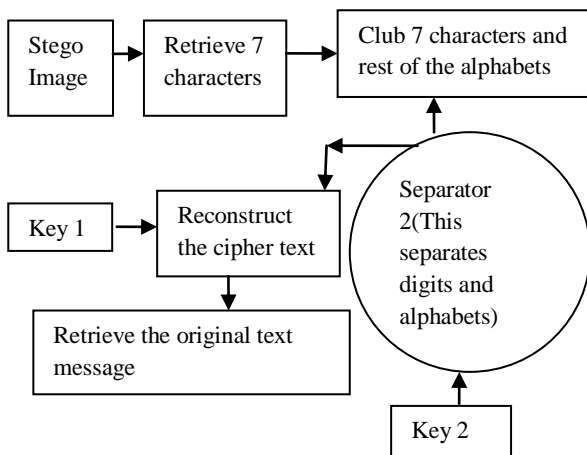 Stego
Image
Retrieve 7
characters
Club 7 characters and
rest of the alphabets
Separator
2(This
separates
digits and
alphabets)
Key 1
Reconstruct
the cipher text
Retrieve the original text
message
Key 2